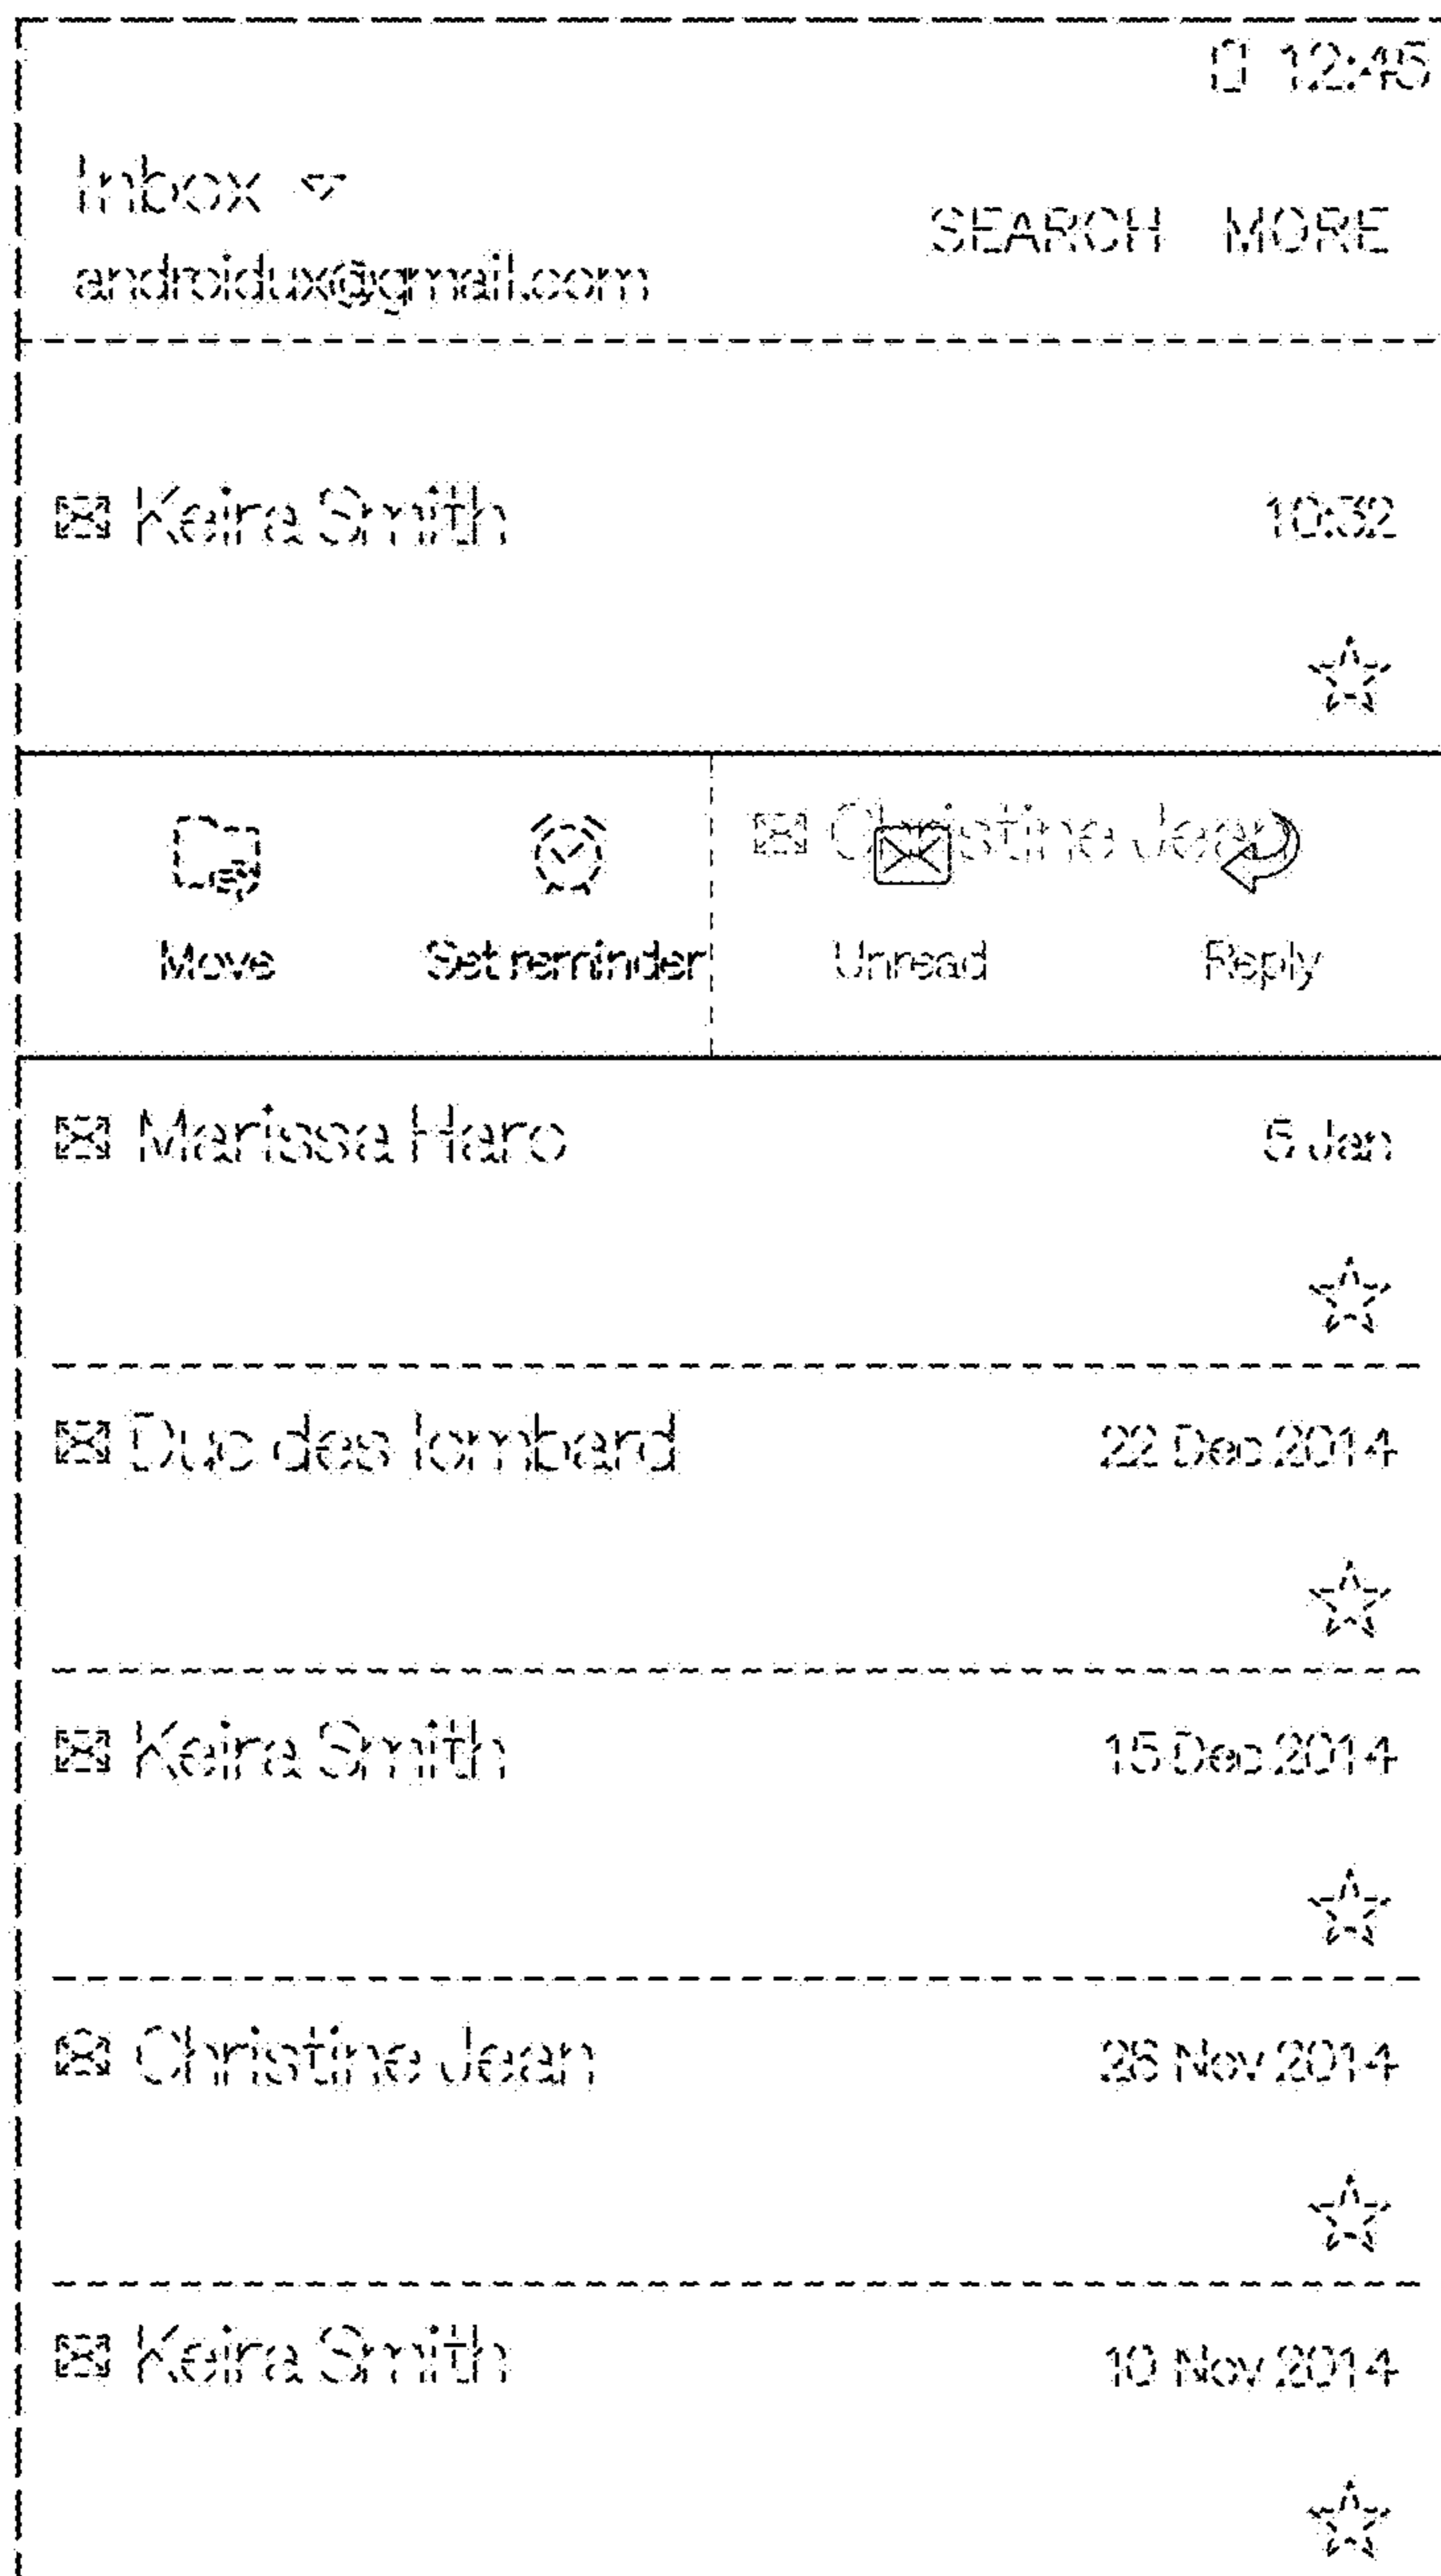 12:45
Inbox
SEARCH MORE
androidux@gmail.com
Keira Smith 10:32
Christine Jean
Move Set reminder Unread Reply
Marissa Haro 5 Jan
Duc des lombard 22 Dec 2014
Keira Smith 15 Dec 2014
Christine Jean 26 Nov 2014
Keira Smith 10 Nov 2014